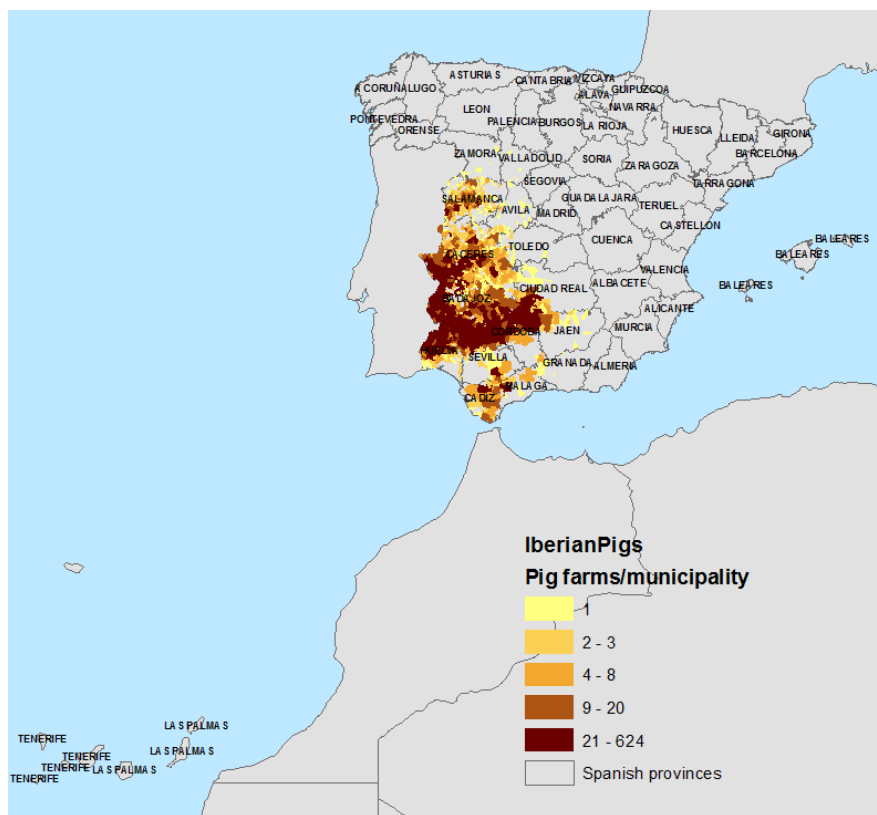 ASTURIAS
CANTABRIA
VIZCAYA
GUIPUZCOA
A CORUÑA
LUGO
ALAVA
NAVARRA
LEON
PONTEVEDRA
PALENCIA
BURGOS
LA RIOJA
ORENSE
HUESCA
LLEIDA
GIRONA
ZAMORA
VALLADOLID
SORIA
BARCELONA
ZARAGOZA
SEGOVIA
TARRAGONA
SALAMANCA
GUADALAJARA
AVILA
MADRID
TERUEL
CASTELLON
TOLEDO
CUENCA
BALEARES
CACERES
BALEARES
VALENCIA
CIUDAD REAL
ALBACETE
BALEARES
BADAJOZ
ALICANTE
CORDOBA
JAEN
MURCIA
HUELVA
SEVILLA
GRANADA
ALMERIA
MALAGA
CADIZ
IberianPigs
Pig farms/municipality
1
2 - 3
4 - 8
9 - 20
21 - 624
Spanish provinces
LAS PALMAS
TENERIFE
LAS PALMAS
TENERIFE
TENERIFE
LAS PALMAS
TENERIFE